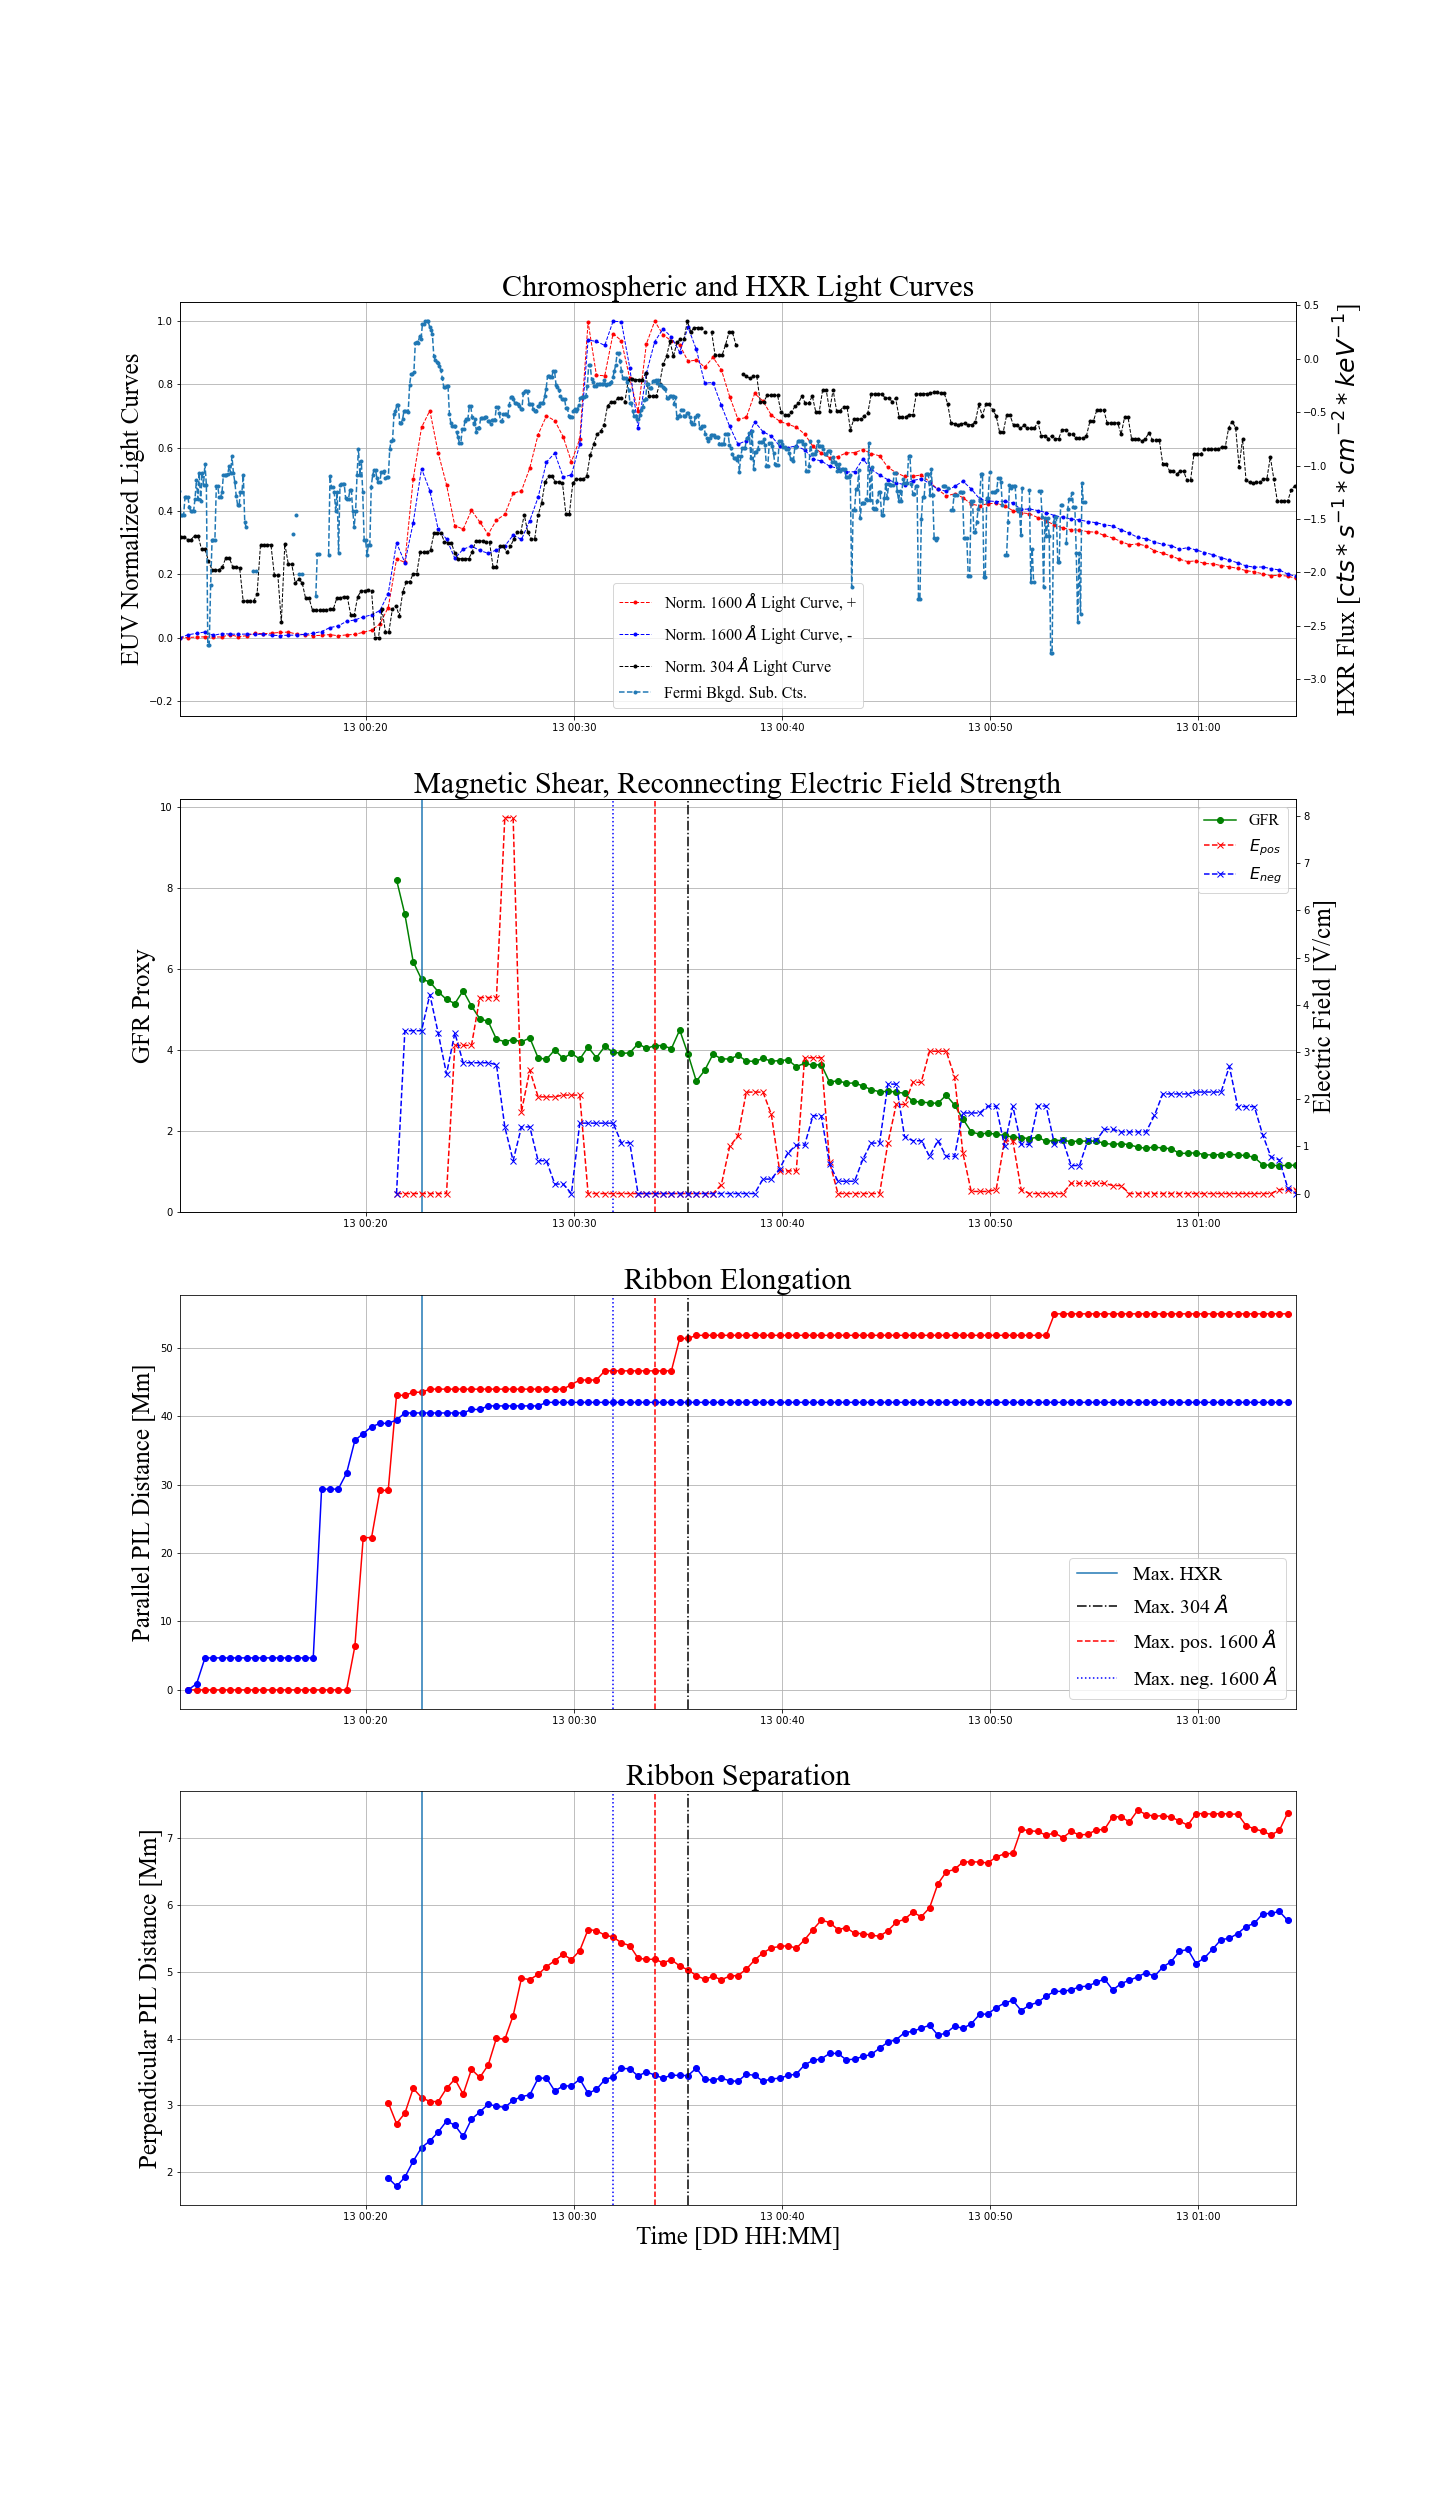 Chromospheric and HXR Light Curves
EUV Normalized Light Curves
1.0
0.8
0.6
0.4
0.2
0.0
−0.2
0.5
0.0
−0.5
−1.0
−1.5
−2.0
−2.5
−3.0
HXR Flux [cts * s⁻¹ * cm⁻² * keV⁻¹]
Norm. 1600 Å Light Curve, +
Norm. 1600 Å Light Curve, -
Norm. 304 Å Light Curve
Fermi Bkgd. Sub. Cts.
13 00:20 13 00:30 13 00:40 13 00:50 13 01:00
Magnetic Shear, Reconnecting Electric Field Strength
GFR Proxy
10
8
6
4
2
0
8
7
6
5
4
3
2
1
0
Electric Field [V/cm]
GFR
E_pos
E_neg
13 00:20 13 00:30 13 00:40 13 00:50 13 01:00
Ribbon Elongation
Parallel PIL Distance [Mm]
50
40
30
20
10
0
Max. HXR
Max. 304 Å
Max. pos. 1600 Å
Max. neg. 1600 Å
13 00:20 13 00:30 13 00:40 13 00:50 13 01:00
Ribbon Separation
Perpendicular PIL Distance [Mm]
7
6
5
4
3
2
13 00:20 13 00:30 13 00:40 13 00:50 13 01:00
Time [DD HH:MM]